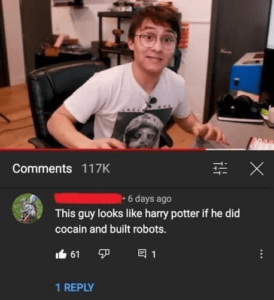 Comments 117K
• 6 days ago
This guy looks like harry potter if he did
cocain and built robots.
61 1
1 REPLY